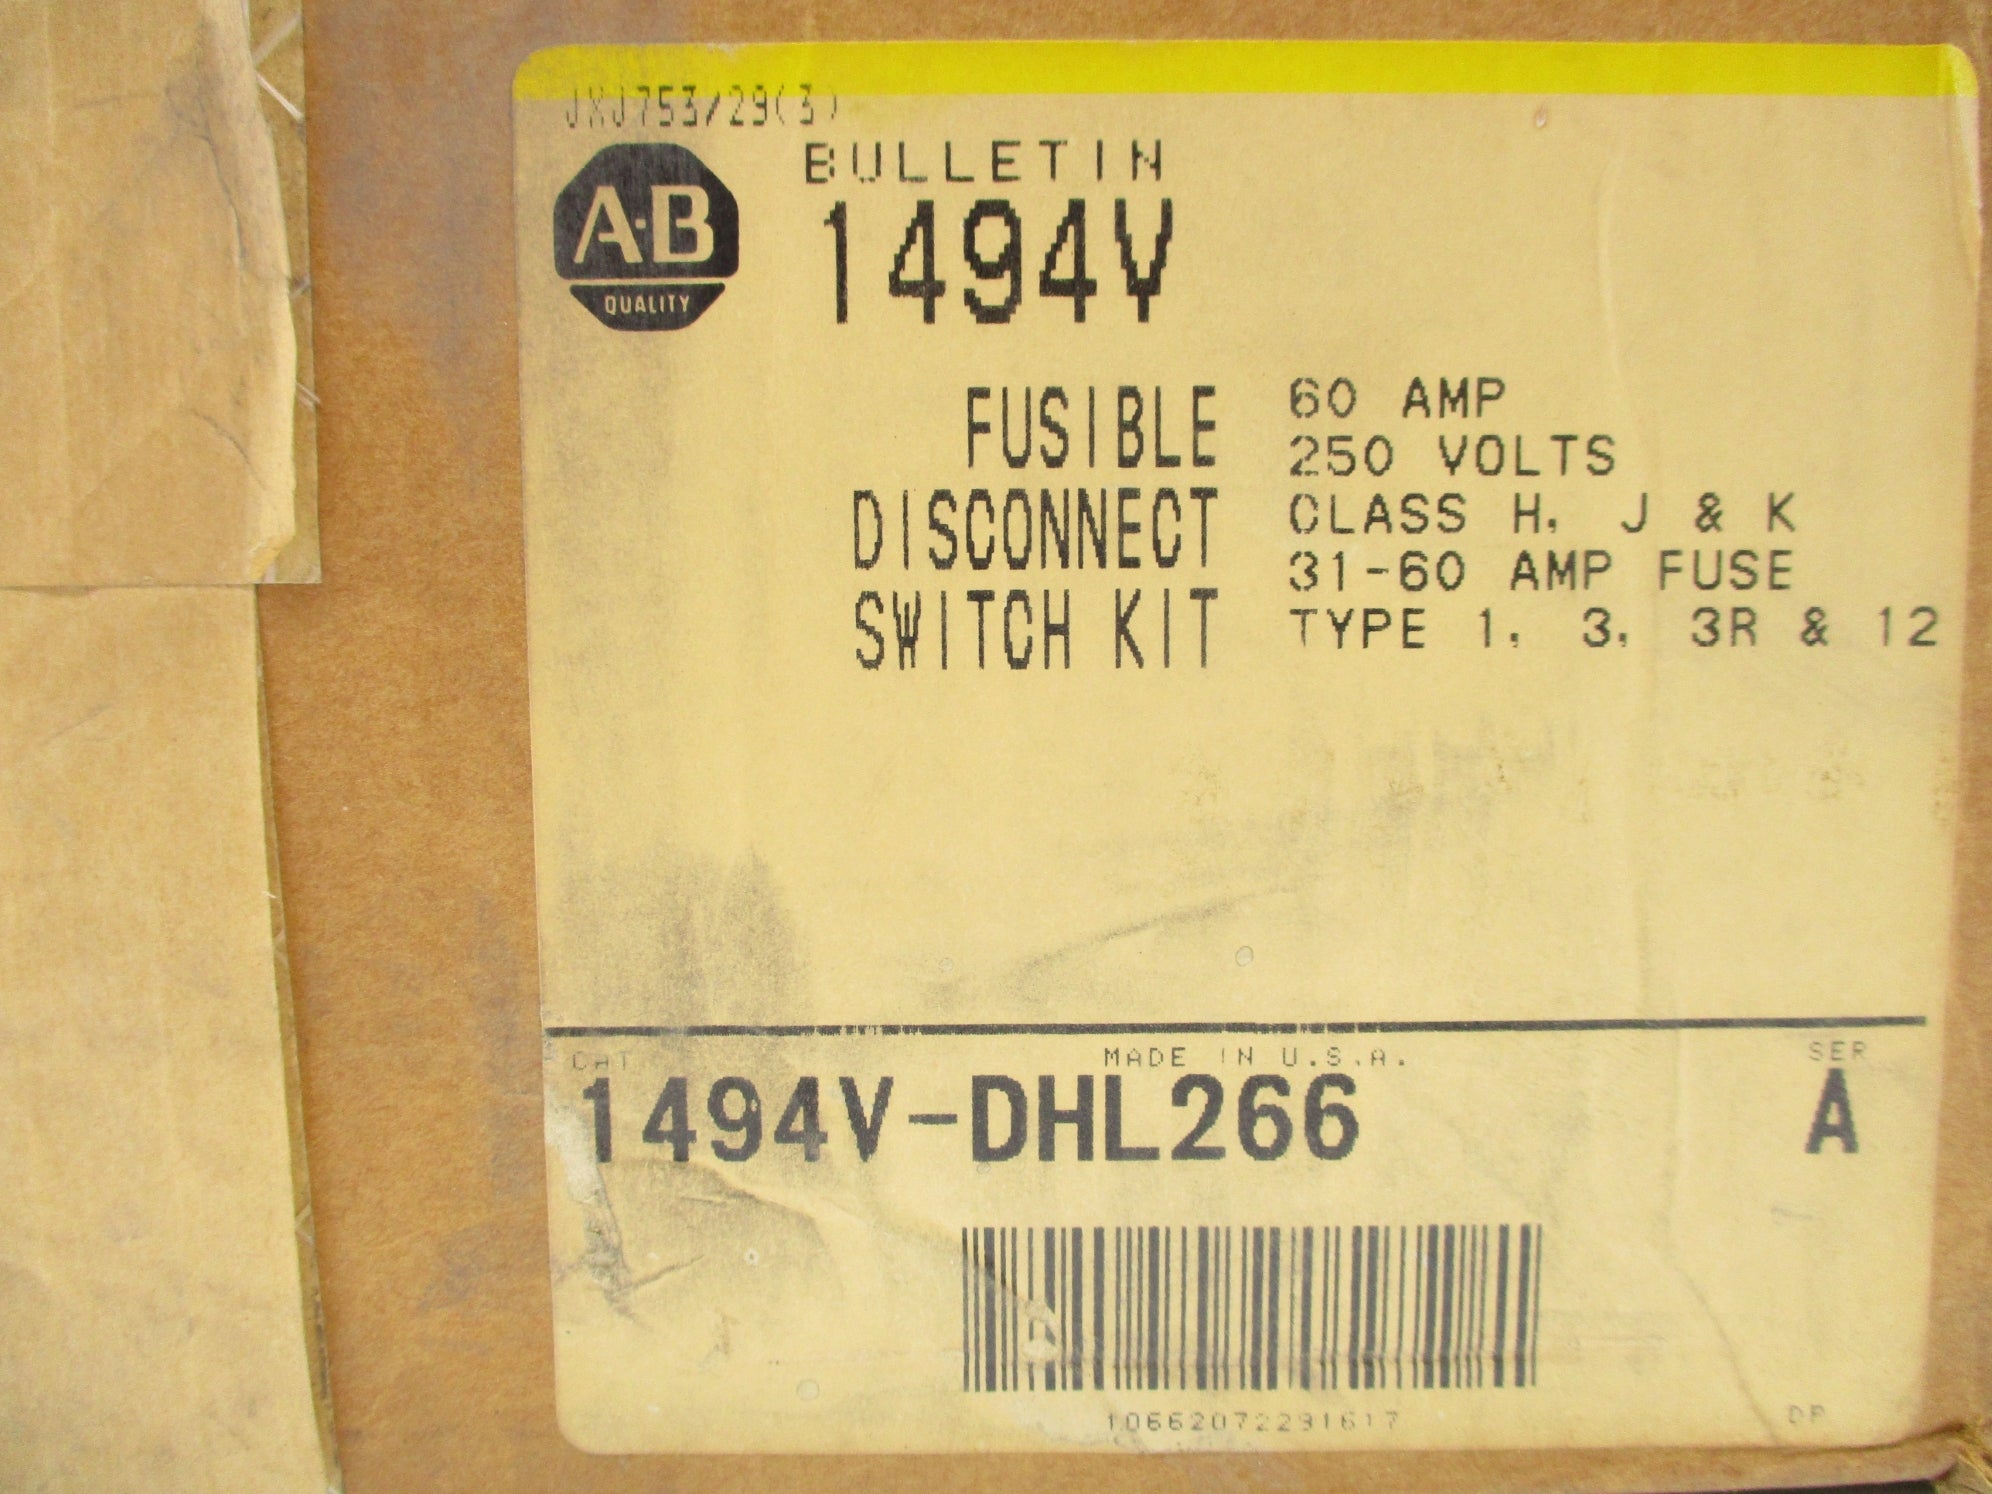 JXJ753/29(3)
A-B
QUALITY
BULLETIN
1494V
FUSIBLE
DISCONNECT
SWITCH KIT
60 AMP
250 VOLTS
CLASS H, J & K
31-60 AMP FUSE
TYPE 1, 3, 3R & 12
CAT
MADE IN U.S.A.
SER
1494V-DHL266
A
10662072291617
DP